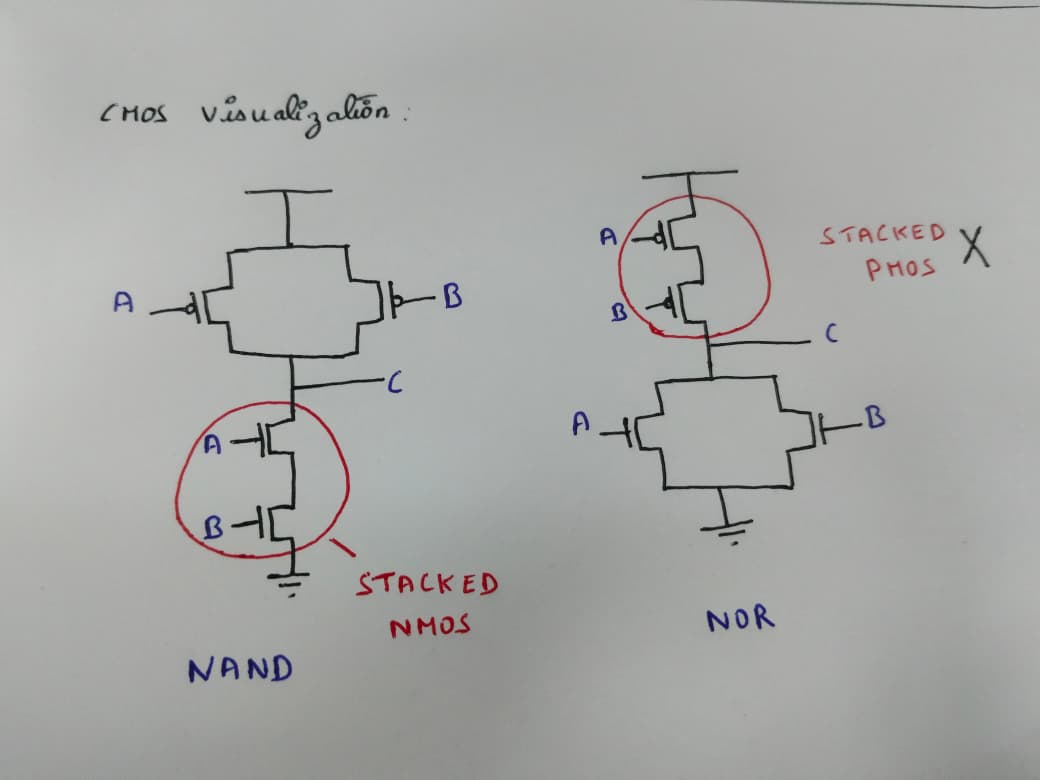 CMOS visualization:
A
B
C
A
B
STACKED
NMOS
NAND
A
B
STACKED X
PMOS
C
A
B
NOR